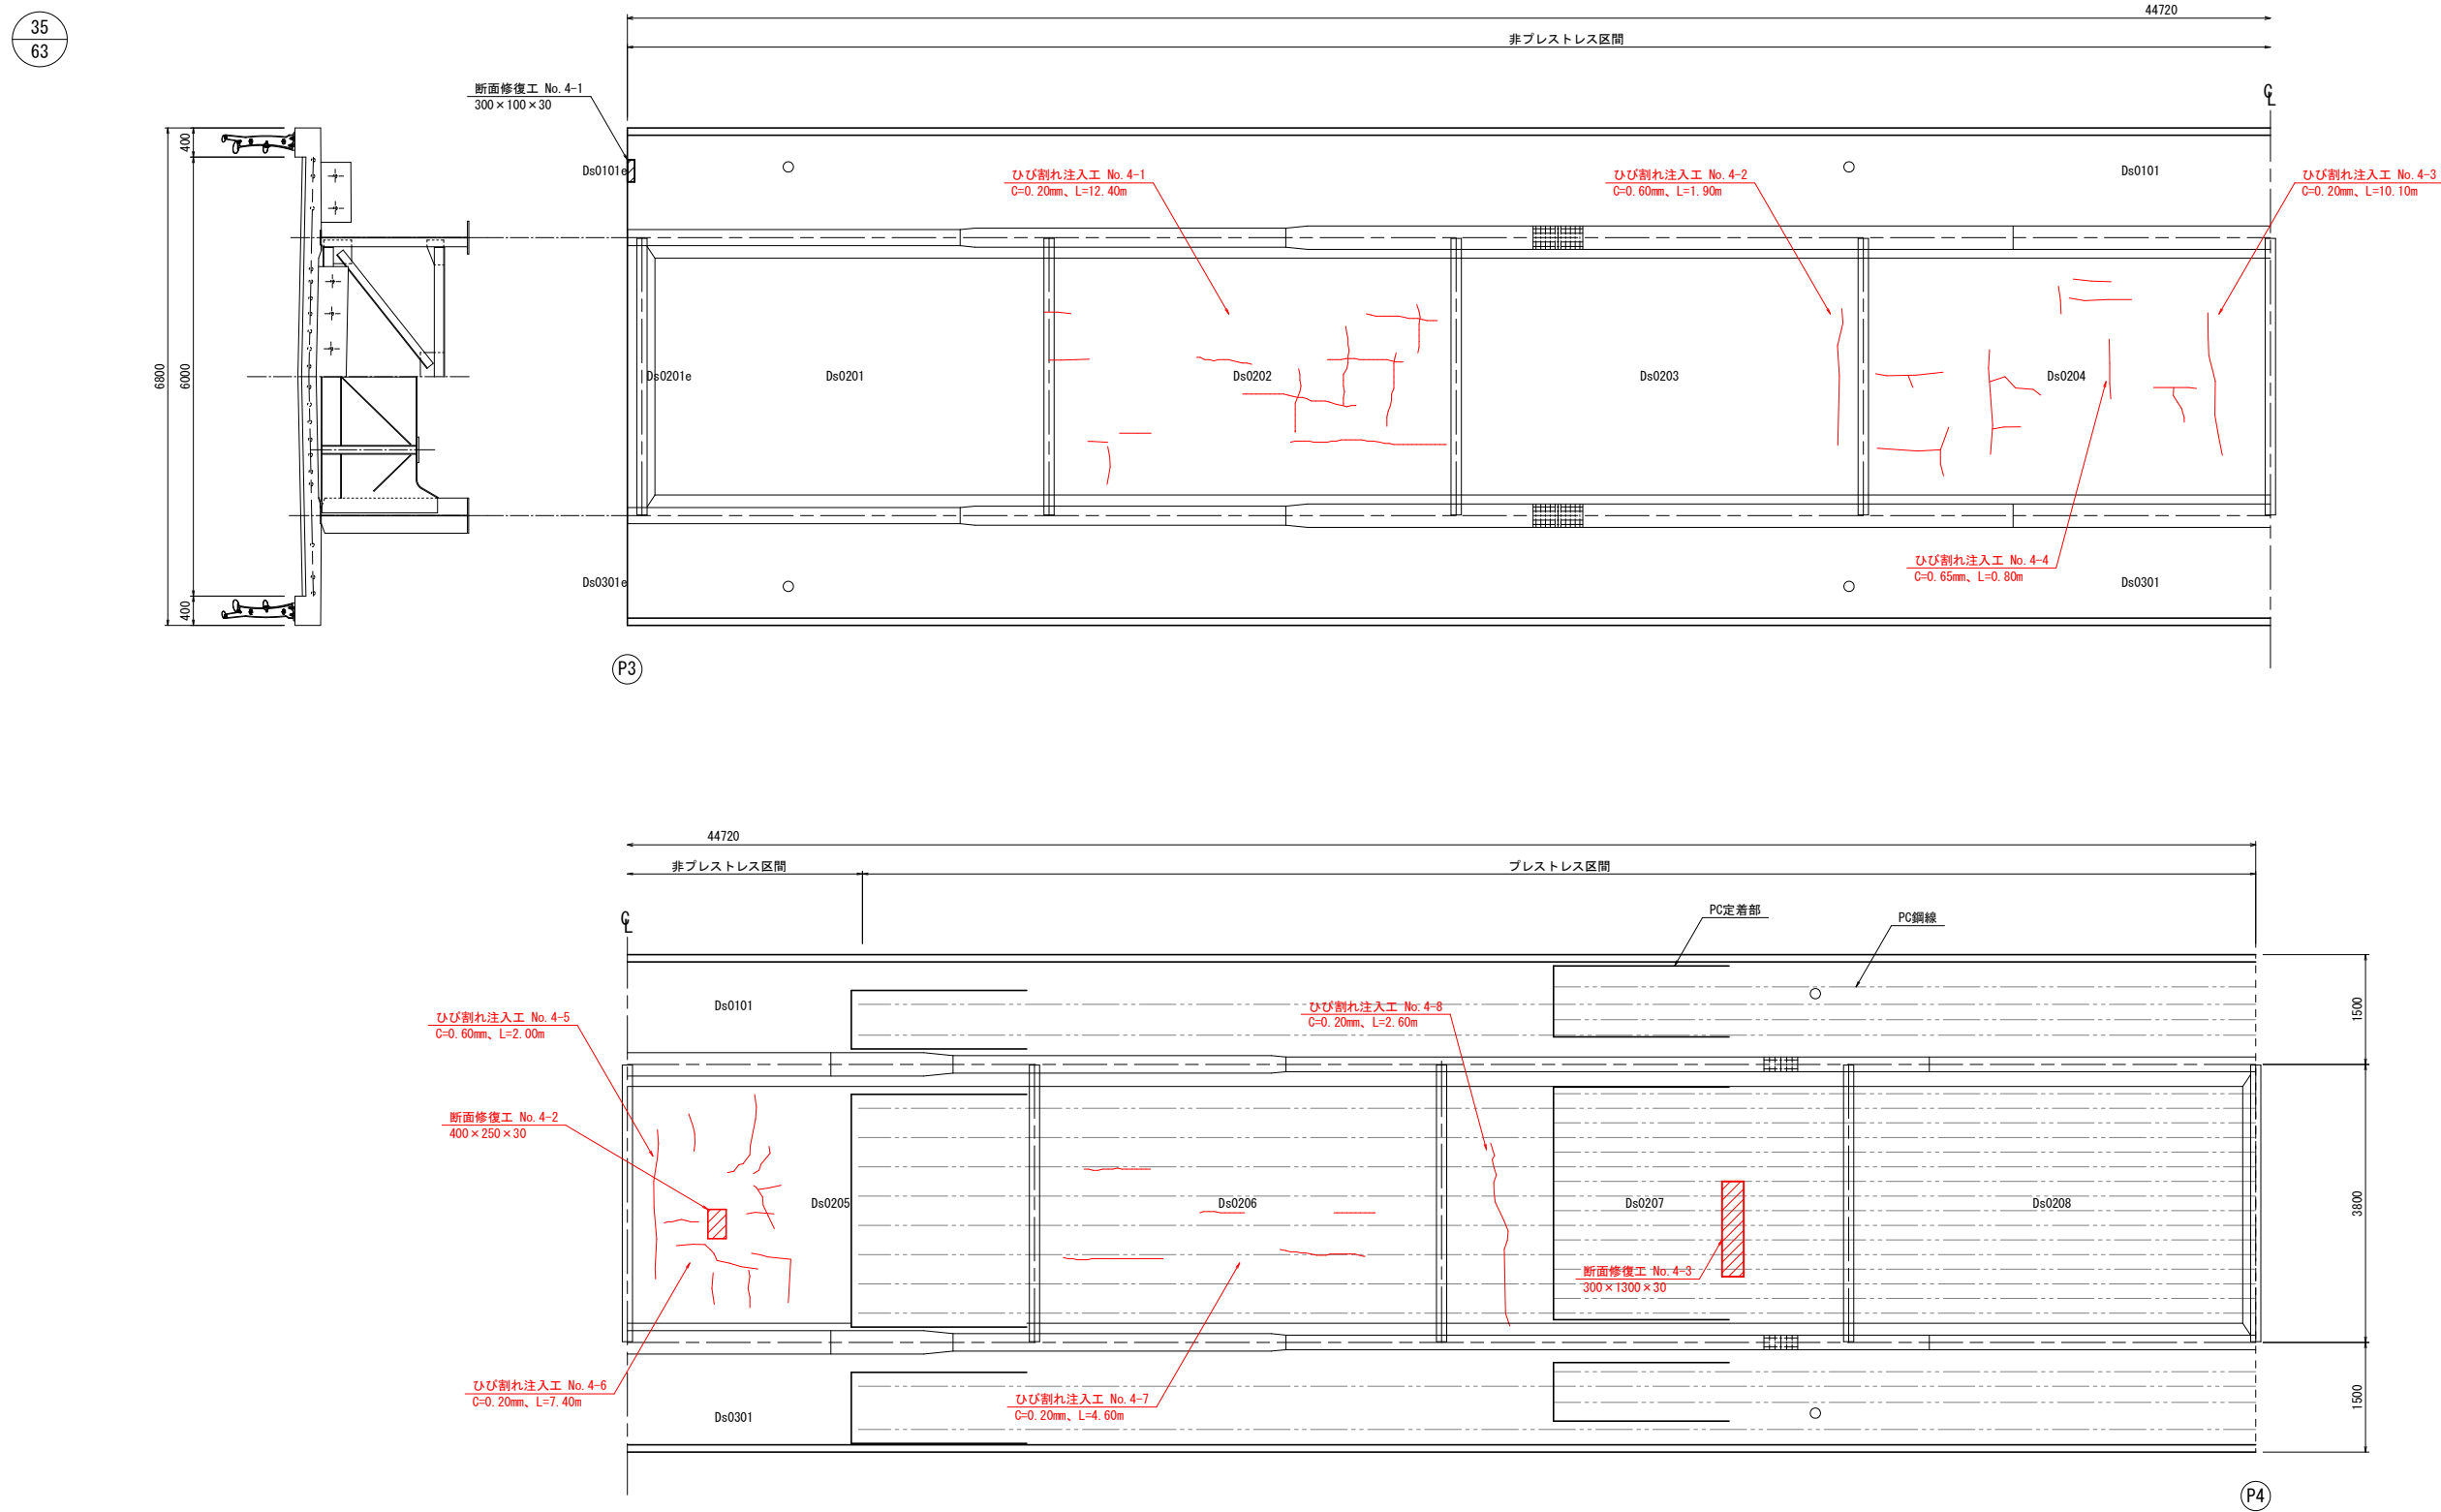 35
63
44720
非プレストレス区間
断面修復工 No.4-1
300×100×30
℄
400
6000
6800
400
Ds0101e
ひび割れ注入工 No.4-1
C=0.20mm、L=12.40m
ひび割れ注入工 No.4-2
C=0.60mm、L=1.90m
Ds0101
ひび割れ注入工 No.4-3
C=0.20mm、L=10.10m
Ds0201e
Ds0201
Ds0202
Ds0203
Ds0204
ひび割れ注入工 No.4-4
C=0.65mm、L=0.80m
Ds0301e
Ds0301
P3
44720
非プレストレス区間
プレストレス区間
℄
PC定着部
PC鋼線
Ds0101
ひび割れ注入工 No.4-5
C=0.60mm、L=2.00m
ひび割れ注入工 No.4-8
C=0.20mm、L=2.60m
1500
断面修復工 No.4-2
400×250×30
Ds0205
Ds0206
Ds0207
Ds0208
3800
断面修復工 No.4-3
300×1300×30
ひび割れ注入工 No.4-6
C=0.20mm、L=7.40m
ひび割れ注入工 No.4-7
C=0.20mm、L=4.60m
Ds0301
1500
P4